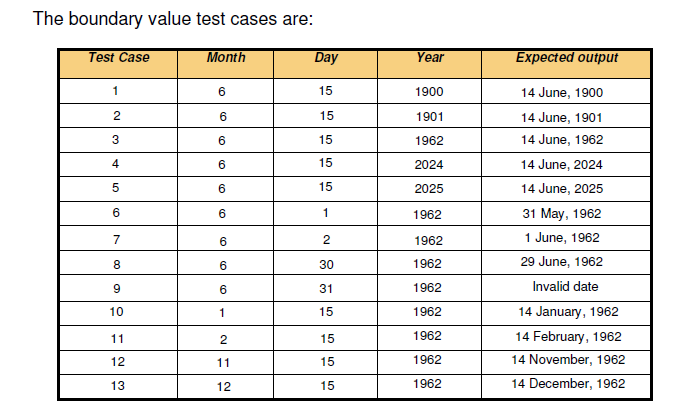 The boundary value test cases are:
Test Case Month Day Year Expected output
1 6 15 1900 14 June, 1900
2 6 15 1901 14 June, 1901
3 6 15 1962 14 June, 1962
4 6 15 2024 14 June, 2024
5 6 15 2025 14 June, 2025
6 6 1 1962 31 May, 1962
7 6 2 1962 1 June, 1962
8 6 30 1962 29 June, 1962
9 6 31 1962 Invalid date
10 1 15 1962 14 January, 1962
11 2 15 1962 14 February, 1962
12 11 15 1962 14 November, 1962
13 12 15 1962 14 December, 1962